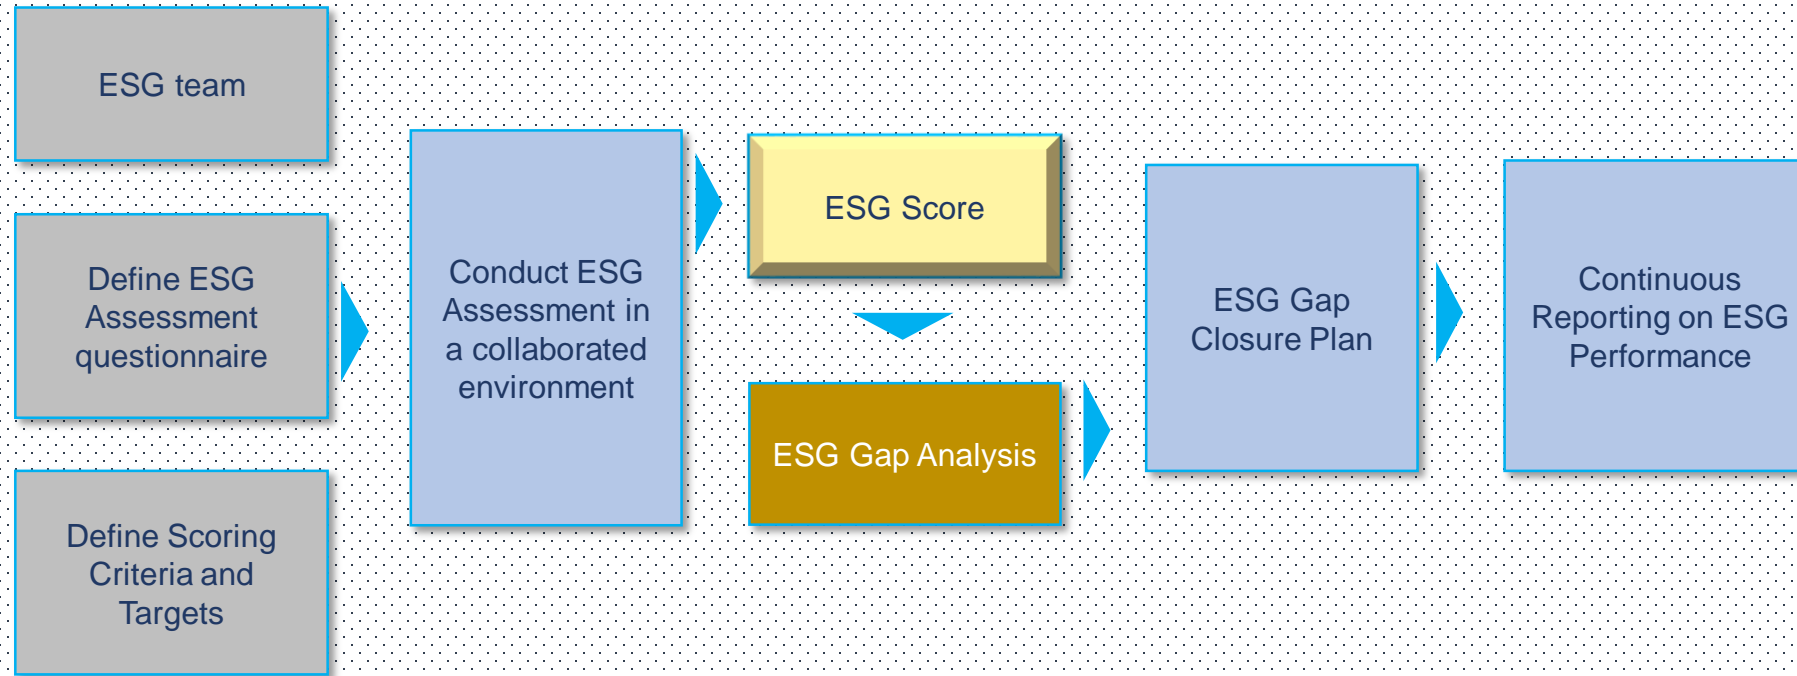 ESG team
Define ESG
Assessment
questionnaire
Define Scoring
Criteria and
Targets
Conduct ESG
Assessment in
a collaborated
environment
ESG Score
ESG Gap Analysis
ESG Gap
Closure Plan
Continuous
Reporting on ESG
Performance